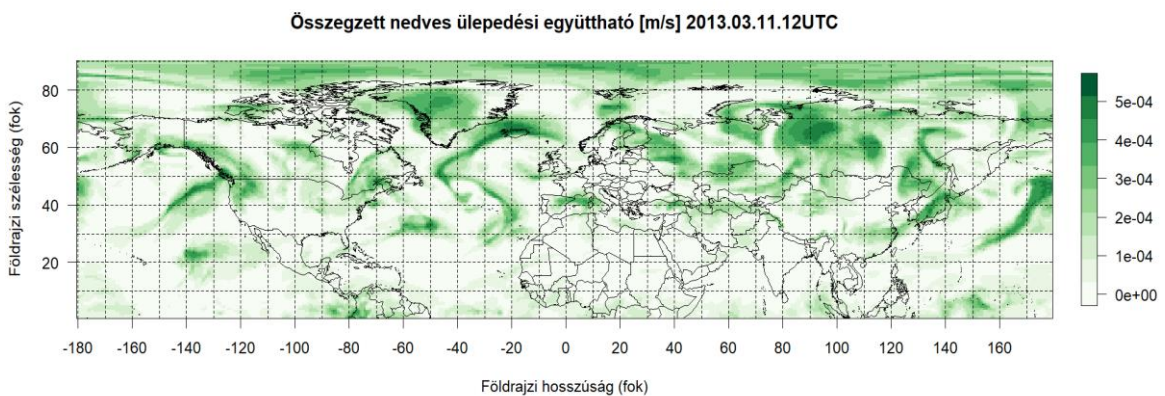 Összegzett nedves ülepedési együttható [m/s] 2013.03.11.12UTC
Földrajzi szélesség (fok)
80
60
40
20
-180 -160 -140 -120 -100 -80 -60 -40 -20 0 20 40 60 80 100 120 140 160
Földrajzi hosszúság (fok)
5e-04
4e-04
3e-04
2e-04
1e-04
0e+00